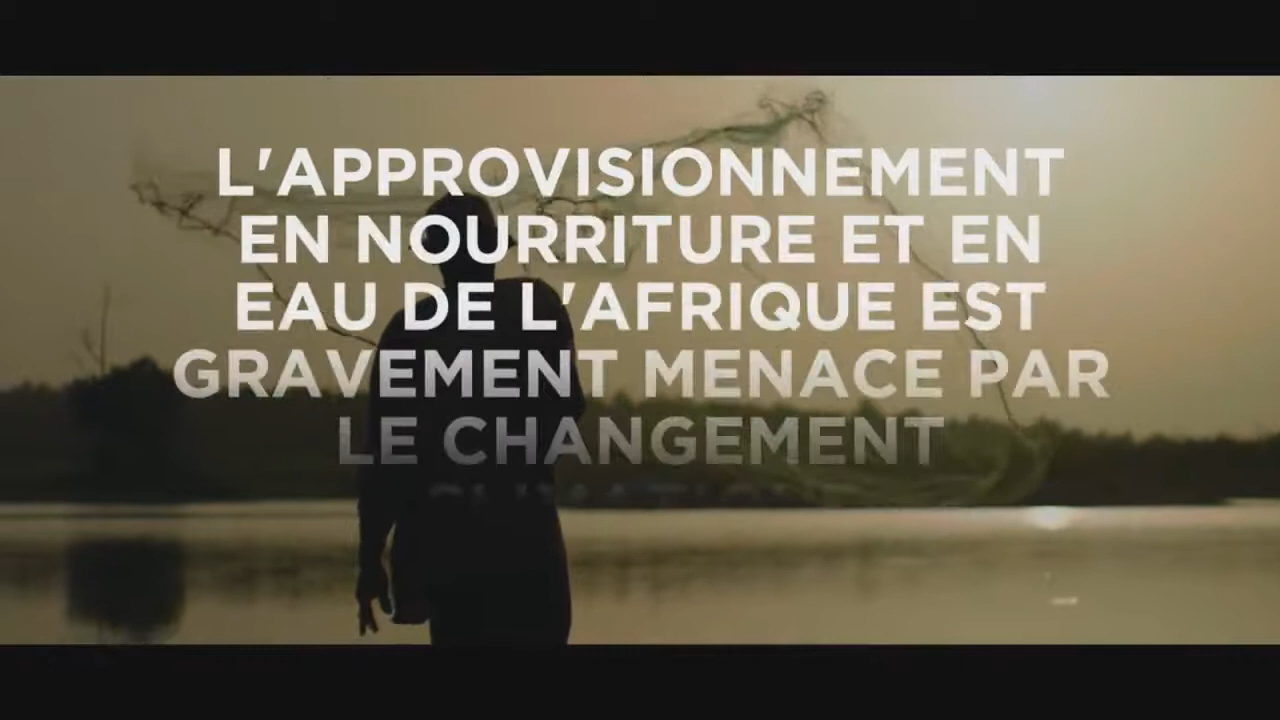 L'APPROVISIONNEMENT
EN NOURRITURE ET EN
EAU DE L'AFRIQUE EST
GRAVEMENT MENACE PAR
LE CHANGEMENT